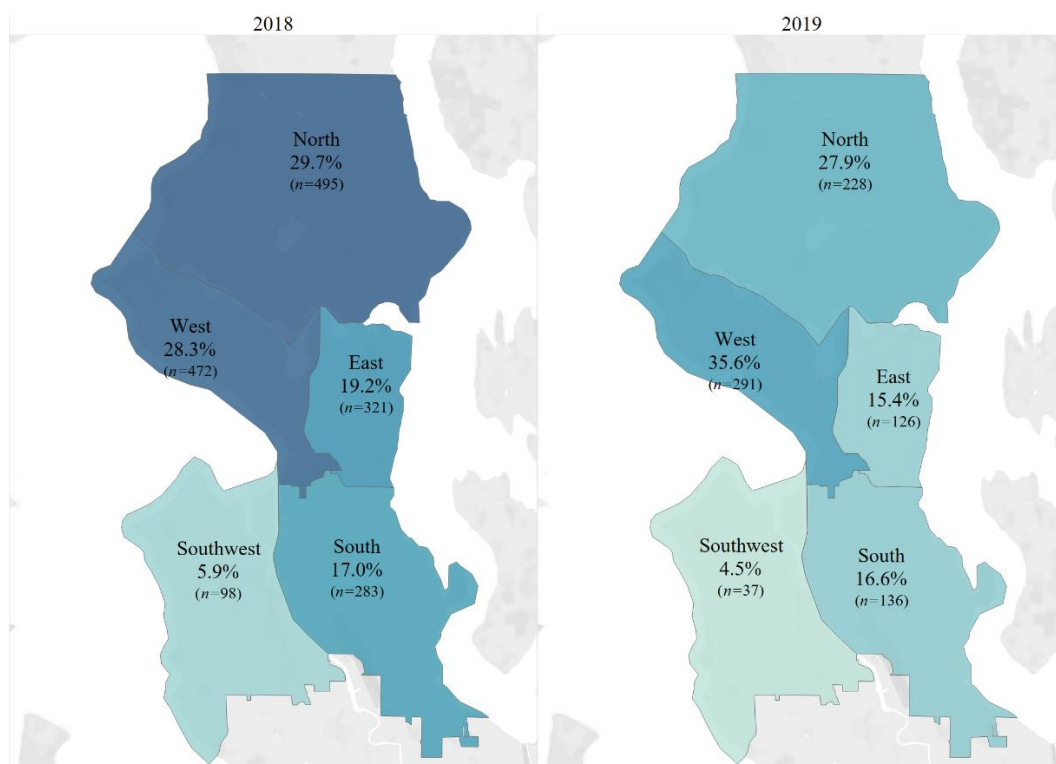 2018
North
29.7%
(n=495)
West
28.3%
(n=472)
East
19.2%
(n=321)
Southwest
5.9%
(n=98)
South
17.0%
(n=283)
2019
North
27.9%
(n=228)
West
35.6%
(n=291)
East
15.4%
(n=126)
Southwest
4.5%
(n=37)
South
16.6%
(n=136)